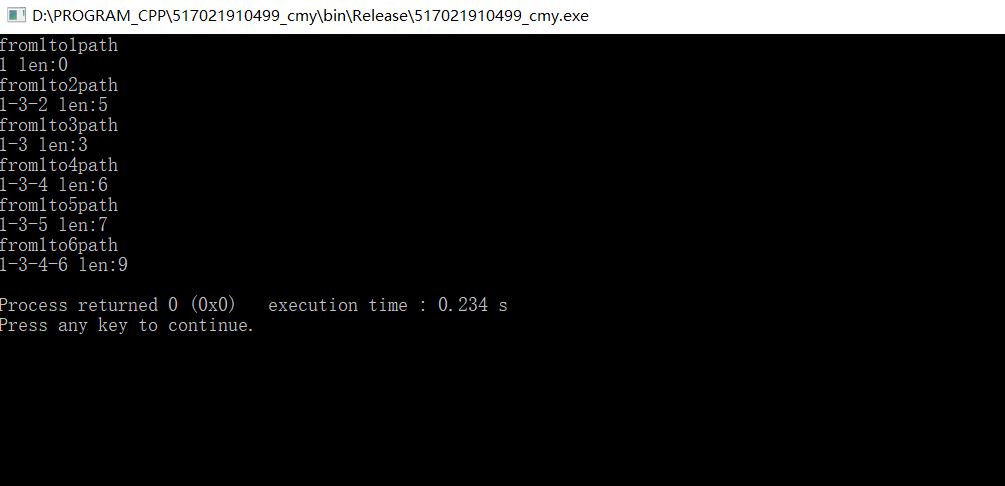 D:\PROGRAM_CPP\517021910499_cmy\bin\Release\517021910499_cmy.exe
from1to1path
1 len:0
from1to2path
1-3-2 len:5
from1to3path
1-3 len:3
from1to4path
1-3-4 len:6
from1to5path
1-3-5 len:7
from1to6path
1-3-4-6 len:9
Process returned 0 (0x0)   execution time : 0.234 s
Press any key to continue.